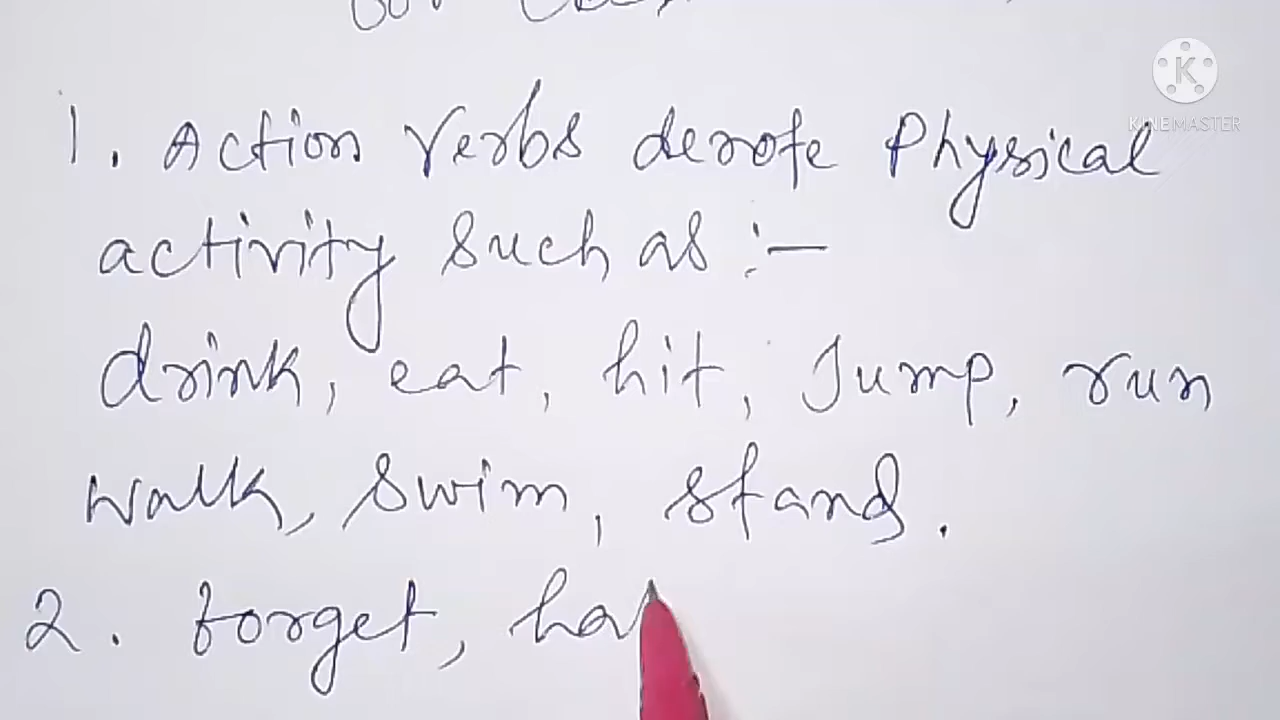 KINEMASTER
1. Action Verbs denote Physical
activity such as :-
drink, eat, hit, Jump, run
walk, swim, stand.
2. forget,